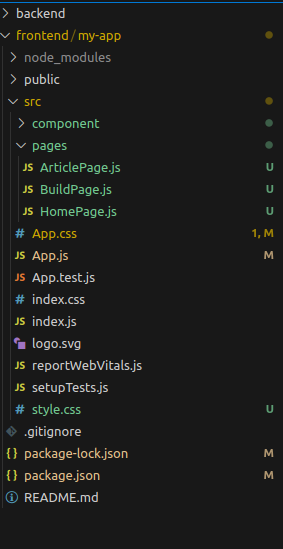 backend
frontend / my-app
node_modules
public
src
component
pages
JS ArticlePage.js U
JS BuildPage.js U
JS HomePage.js U
# App.css 1, M
JS App.js M
JS App.test.js
# index.css
JS index.js
logo.svg
JS reportWebVitals.js
JS setupTests.js
# style.css U
.gitignore
{} package-lock.json M
{} package.json M
README.md